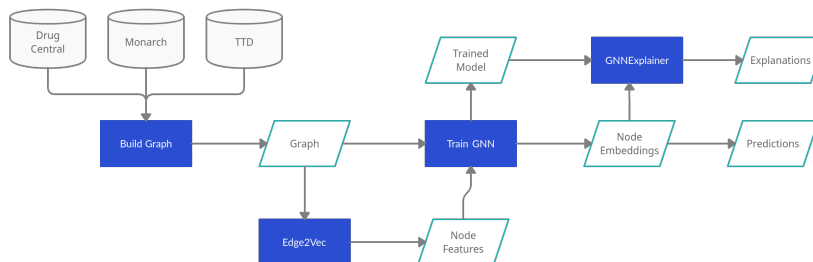 Drug
Central
Monarch
TTD
Trained
Model
GNNExplainer
Explanations
Build Graph
Graph
Train GNN
Node
Embeddings
Predictions
Edge2Vec
Node
Features